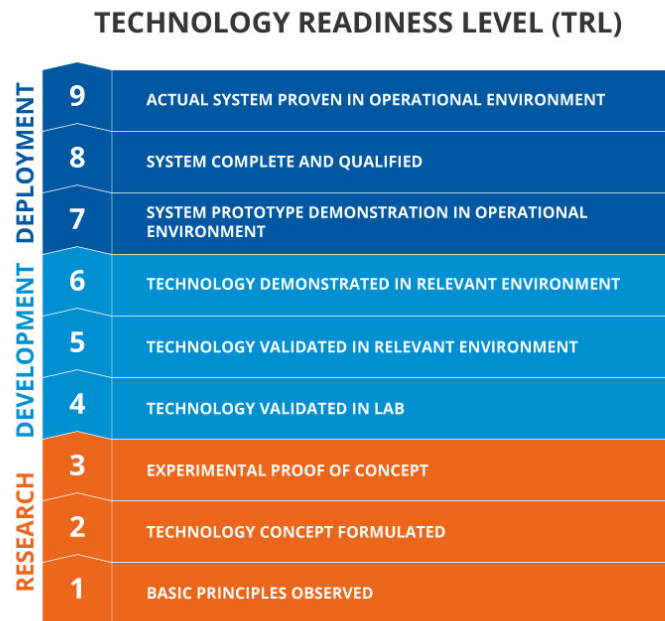 TECHNOLOGY READINESS LEVEL (TRL)
DEPLOYMENT
9 ACTUAL SYSTEM PROVEN IN OPERATIONAL ENVIRONMENT
8 SYSTEM COMPLETE AND QUALIFIED
7 SYSTEM PROTOTYPE DEMONSTRATION IN OPERATIONAL
ENVIRONMENT
DEVELOPMENT
6 TECHNOLOGY DEMONSTRATED IN RELEVANT ENVIRONMENT
5 TECHNOLOGY VALIDATED IN RELEVANT ENVIRONMENT
4 TECHNOLOGY VALIDATED IN LAB
RESEARCH
3 EXPERIMENTAL PROOF OF CONCEPT
2 TECHNOLOGY CONCEPT FORMULATED
1 BASIC PRINCIPLES OBSERVED